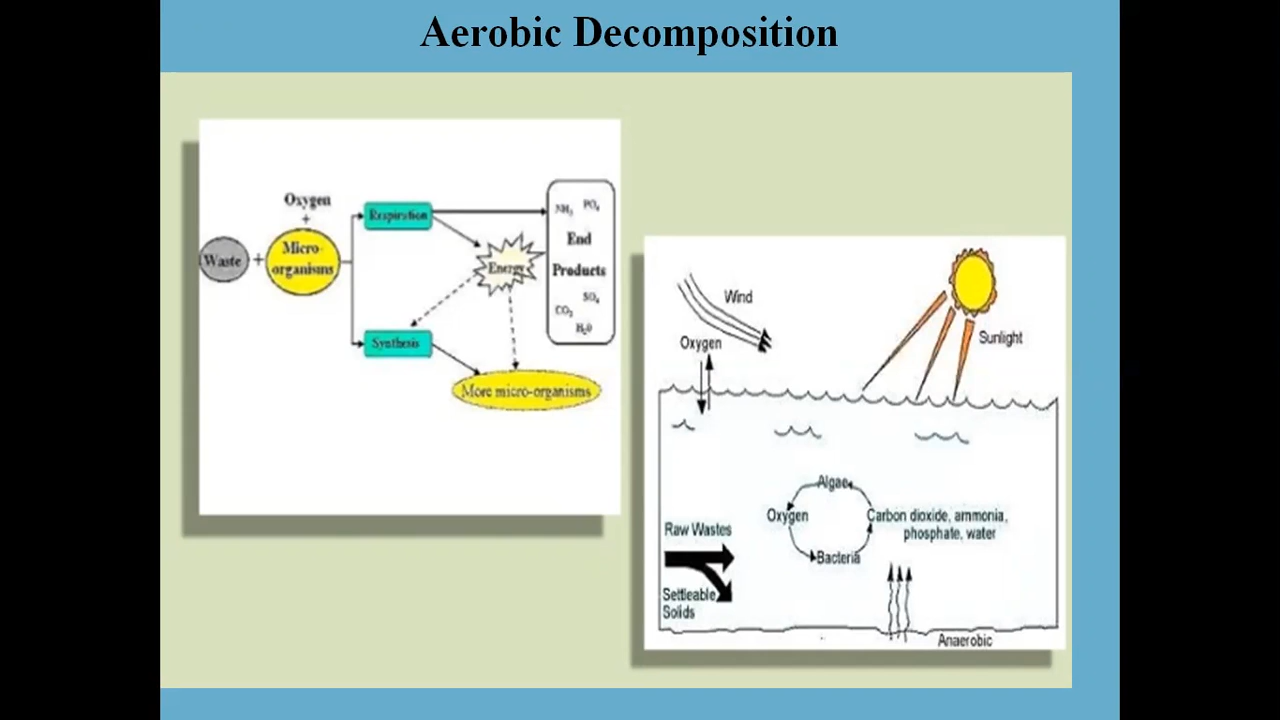 Aerobic Decomposition
Oxygen
+
Waste
+
Micro-
organisms
Respiration
Energy
Synthesis
More micro-organisms
NH3 PO4
End
Products
SO4
CO2
H2O
Wind
Oxygen
Sunlight
Algae
Oxygen
Carbon dioxide, ammonia,
phosphate, water
Bacteria
Raw Wastes
Settleable
Solids
Anaerobic